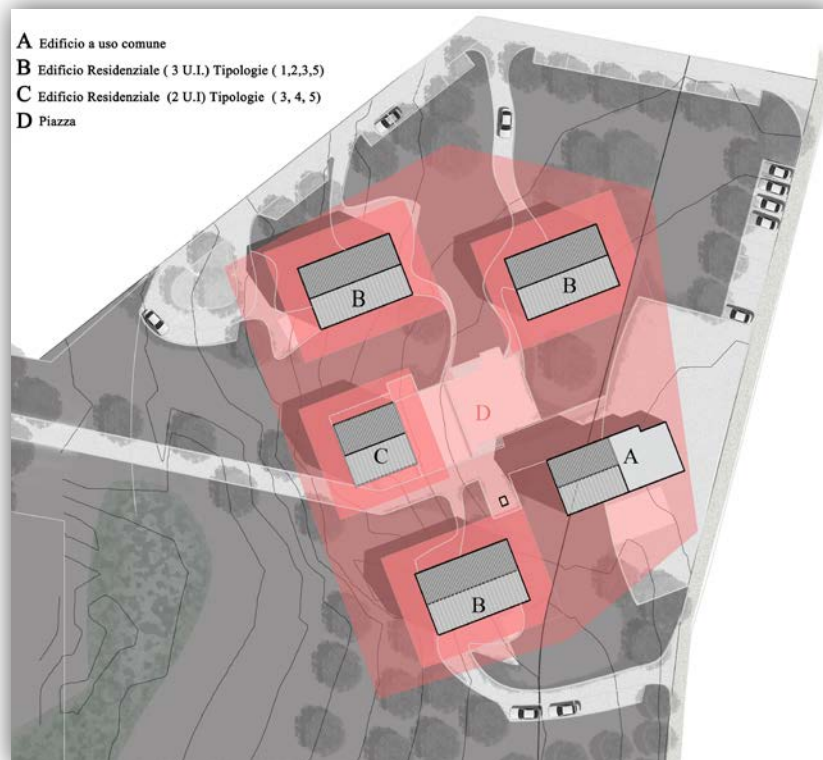 A Edificio a uso comune
B Edificio Residenziale ( 3 U.I.) Tipologie ( 1,2,3,5)
C Edificio Residenziale (2 U.I) Tipologie ( 3, 4, 5)
D Piazza
B
B
D
C
A
B